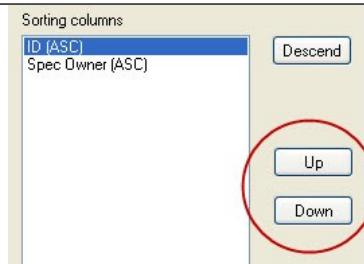 Sorting columns
ID (ASC)
Spec Owner (ASC)
Descend
Up
Down